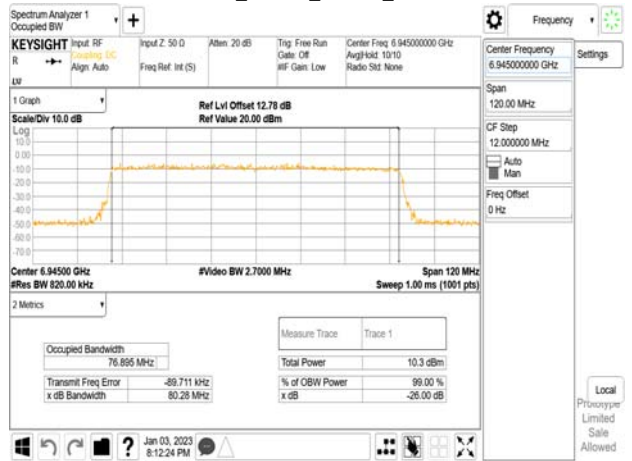 Spectrum Analyzer 1
Occupied BW
Frequency
KEYSIGHT
R
Input: RF
Coupling: DC
Align: Auto
Input Z: 50 Ω
Freq Ref: Int (S)
Atten: 20 dB
Trig: Free Run
Gate: Off
#IF Gain: Low
Center Freq: 6.945000000 GHz
Avg|Hold: 10/10
Radio Std: None
1 Graph
Scale/Div 10.0 dB
Ref Lvl Offset 12.78 dB
Ref Value 20.00 dBm
Log
10.0
0.00
-10.0
-20.0
-30.0
-40.0
-50.0
-60.0
-70.0
Center 6.94500 GHz
#Res BW 820.00 kHz
#Video BW 2.7000 MHz
Span 120 MHz
Sweep 1.00 ms (1001 pts)
2 Metrics
Measure Trace
Trace 1
Occupied Bandwidth
76.895 MHz
Total Power
10.3 dBm
Transmit Freq Error
-89.711 kHz
% of OBW Power
99.00 %
x dB Bandwidth
80.28 MHz
x dB
-26.00 dB
Center Frequency
6.945000000 GHz
Settings
Span
120.00 MHz
CF Step
12.000000 MHz
Auto
Man
Freq Offset
0 Hz
Local
Prototype
Limited
Sale
Allowed
?
Jan 03, 2023
8:12:24 PM